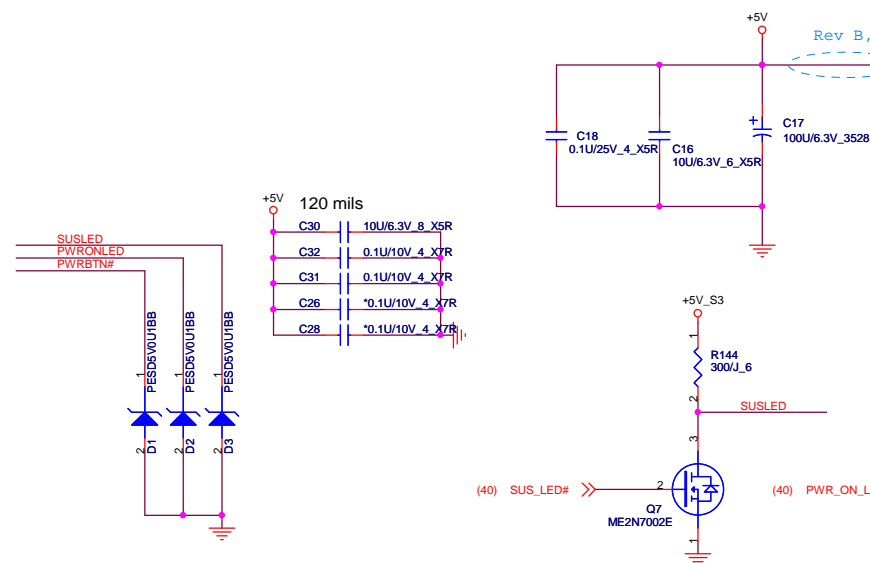 +5V
Rev B,
C18
0.1U/25V_4_X5R
C16
10U/6.3V_6_X5R
+
C17
100U/6.3V_3528
+5V
120 mils
C30
10U/6.3V_8_X5R
C32
0.1U/10V_4_X7R
C31
0.1U/10V_4_X7R
C26
*0.1U/10V_4_X7R
C28
*0.1U/10V_4_X7R
SUSLED
PWRONLED
PWRBTN#
PESD5V0U1BB
PESD5V0U1BB
PESD5V0U1BB
1
1
1
2
D1
2
D2
2
D3
+5V_S3
1
R144
300/J_6
2
SUSLED
3
(40) SUS_LED#
2
Q7
ME2N7002E
1
(40) PWR_ON_L